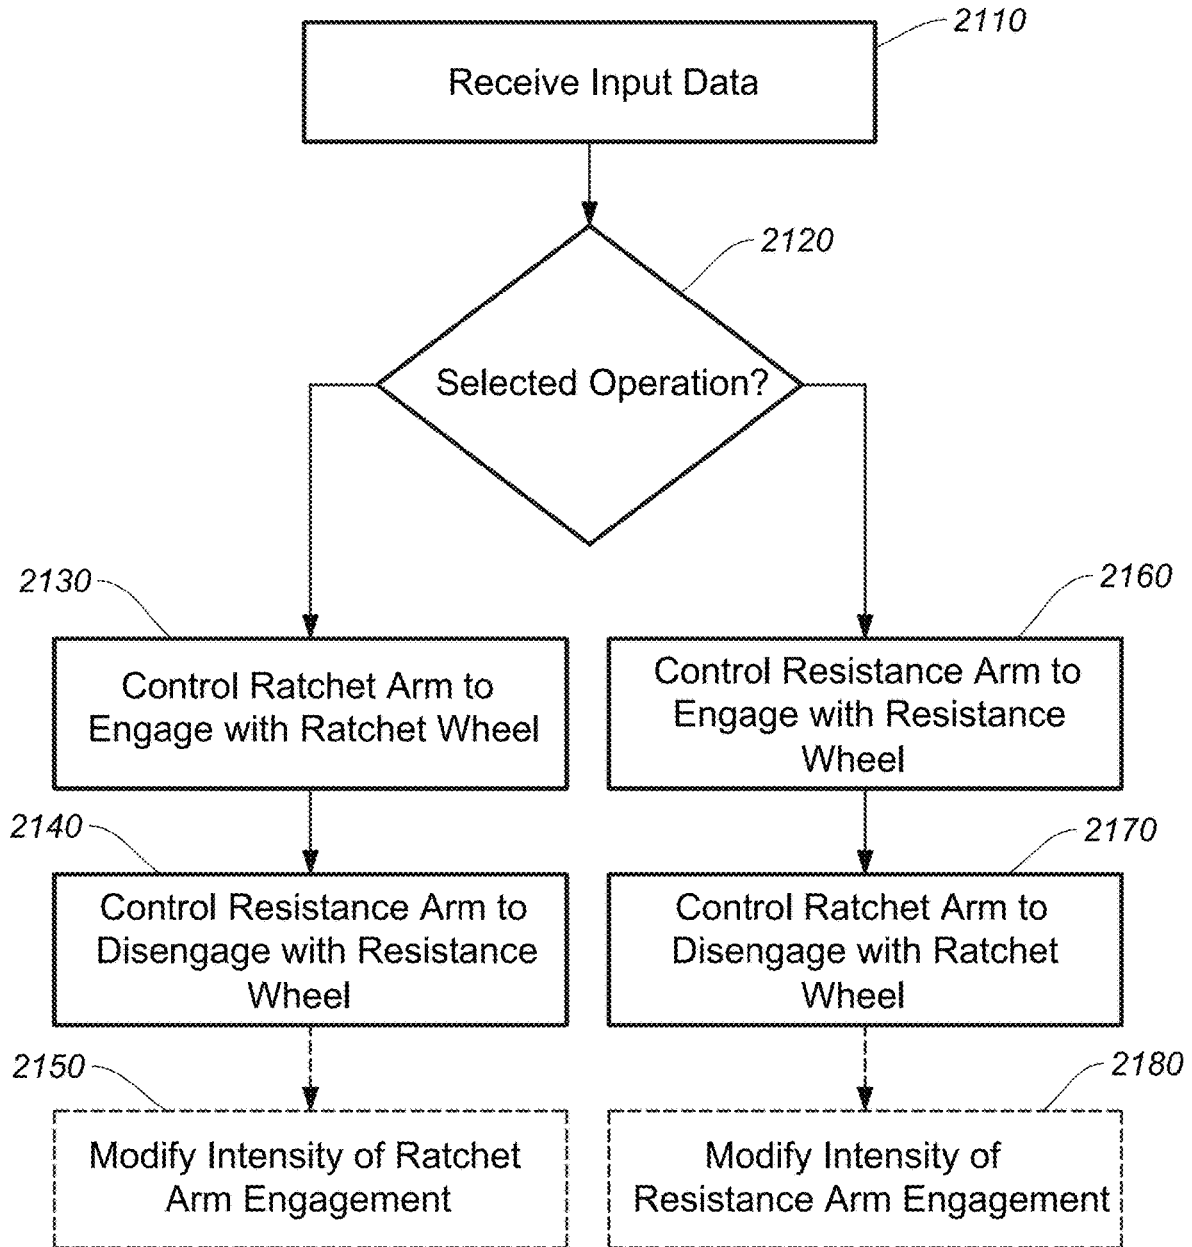 2110
Receive Input Data
2120
Selected Operation?
2130
Control Ratchet Arm to
Engage with Ratchet Wheel
2160
Control Resistance Arm to
Engage with Resistance
Wheel
2140
Control Resistance Arm to
Disengage with Resistance
Wheel
2170
Control Ratchet Arm to
Disengage with Ratchet
Wheel
2150
Modify Intensity of Ratchet
Arm Engagement
2180
Modify Intensity of
Resistance Arm Engagement